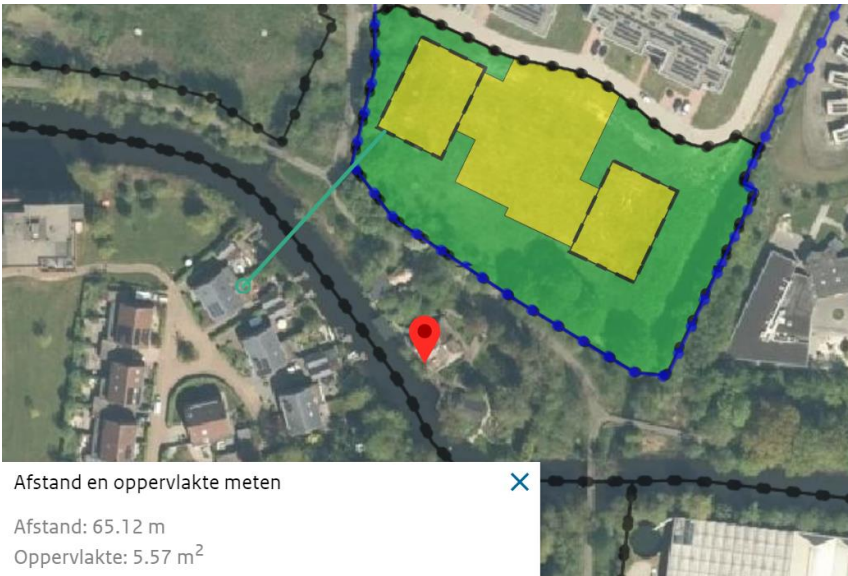 Afstand en oppervlakte meten
Afstand: 65.12 m
Oppervlakte: 5.57 m²